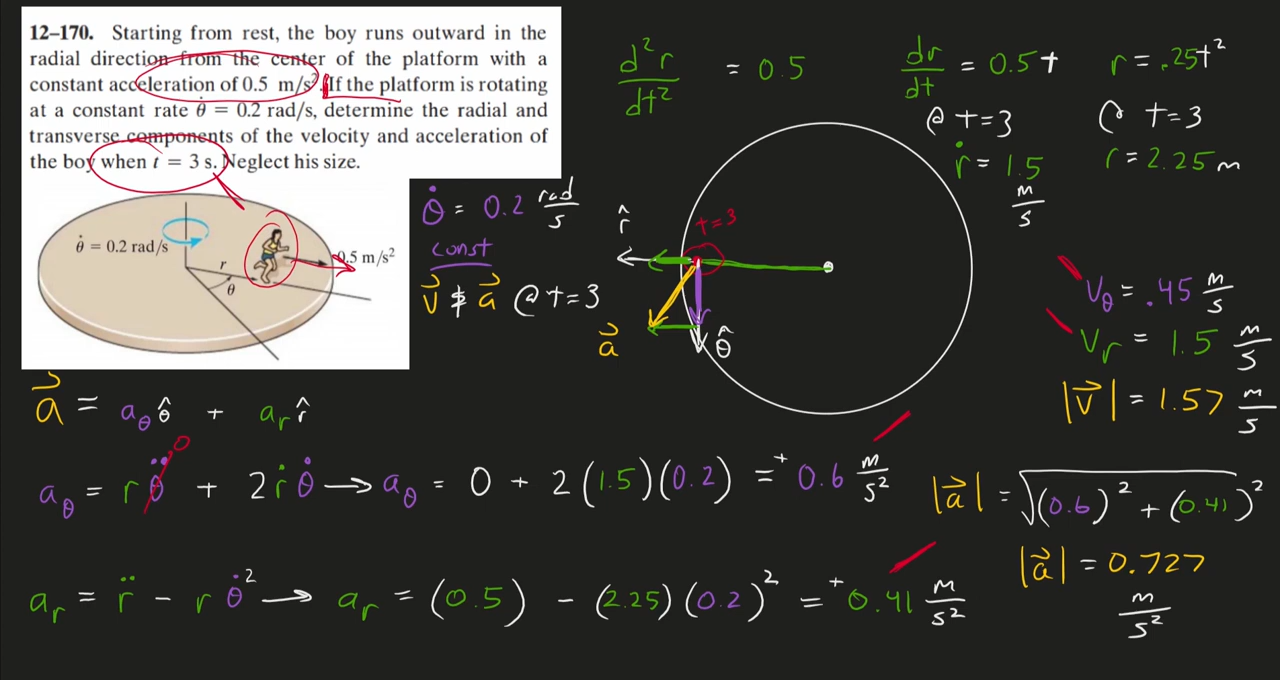 12–170. Starting from rest, the boy runs outward in the
radial direction from the center of the platform with a
constant acceleration of 0.5 m/s². If the platform is rotating
at a constant rate θ̇ = 0.2 rad/s, determine the radial and
transverse components of the velocity and acceleration of
the boy when t = 3 s. Neglect his size.
θ̇ = 0.2 rad/s
r
θ
0.5 m/s²
d²r/dt² = 0.5
dr/dt = 0.5t
@ t=3
ṙ = 1.5 m/s
r = .25t²
@ t=3
r = 2.25 m
θ̇ = 0.2 rad/s
const
v⃗ & a⃗ @ t=3
r̂
t=3
a⃗
θ̂
Vθ = .45 m/s
Vr = 1.5 m/s
|v⃗| = 1.57 m/s
a⃗ = aθ θ̂ + ar r̂
aθ = rθ̈ 0 + 2ṙθ̇ → aθ = 0 + 2(1.5)(0.2) = +0.6 m/s²
ar = r̈ - rθ̇² → ar = (0.5) - (2.25)(0.2)² = +0.41 m/s²
|a⃗| = √(0.6)² + (0.41)²
|a⃗| = 0.727 m/s²